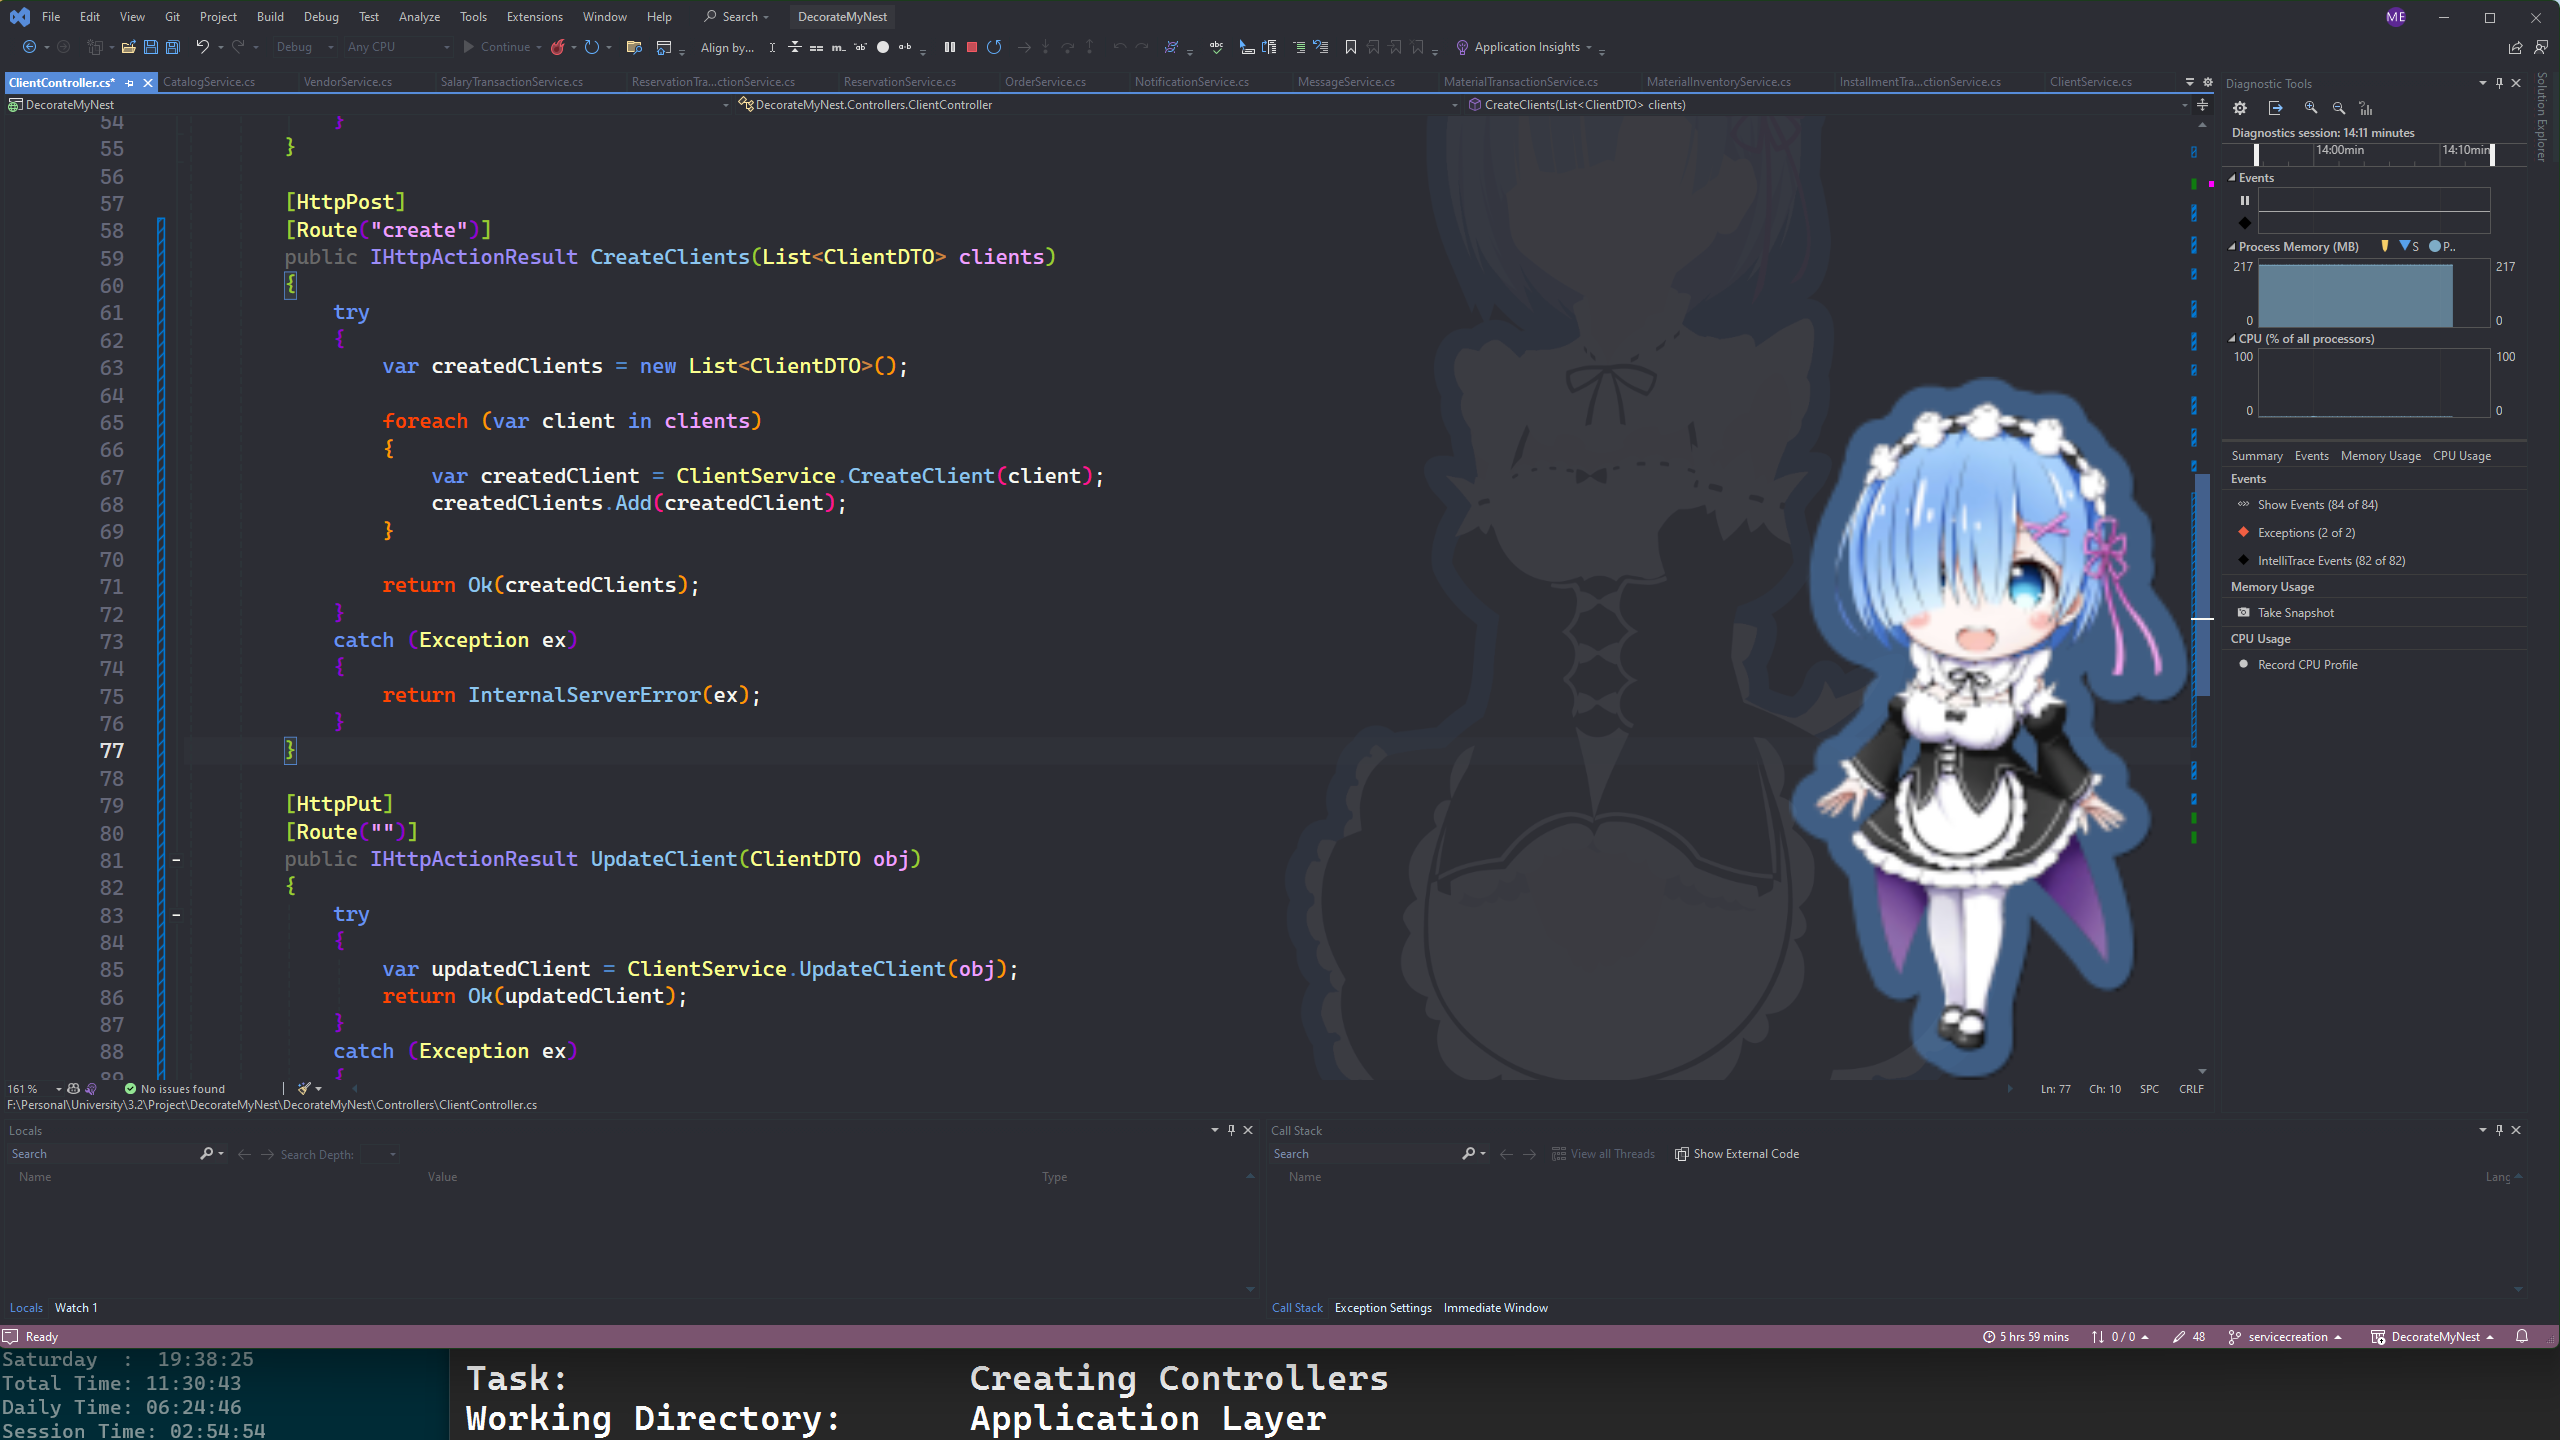 File Edit View Git Project Build Debug Test Analyze Tools Extensions Window Help Search DecorateMyNest ME
Debug Any CPU Continue Align by... Application Insights
ClientController.cs* CatalogService.cs VendorService.cs SalaryTransactionService.cs ReservationTra...ctionService.cs ReservationService.cs OrderService.cs NotificationService.cs MessageService.cs MaterialTransactionService.cs MaterialInventoryService.cs InstallmentTra...ctionService.cs ClientService.cs
DecorateMyNest DecorateMyNest.Controllers.ClientController CreateClients(List<ClientDTO> clients)
54 }
55 }
56
57 [HttpPost]
58 [Route("create")]
59 public IHttpActionResult CreateClients(List<ClientDTO> clients)
60 {
61 try
62 {
63 var createdClients = new List<ClientDTO>();
64
65 foreach (var client in clients)
66 {
67 var createdClient = ClientService.CreateClient(client);
68 createdClients.Add(createdClient);
69 }
70
71 return Ok(createdClients);
72 }
73 catch (Exception ex)
74 {
75 return InternalServerError(ex);
76 }
77 }
78
79 [HttpPut]
80 [Route("")]
81 public IHttpActionResult UpdateClient(ClientDTO obj)
82 {
83 try
84 {
85 var updatedClient = ClientService.UpdateClient(obj);
86 return Ok(updatedClient);
87 }
88 catch (Exception ex)
89 {
161 % No issues found Ln: 77 Ch: 10 SPC CRLF
F:\Personal\University\3.2\Project\DecorateMyNest\DecorateMyNest\Controllers\ClientController.cs
Diagnostic Tools
Diagnostics session: 14:11 minutes
14:00min 14:10min
Events
Process Memory (MB) S P..
217 217
0 0
CPU (% of all processors)
100 100
0 0
Summary Events Memory Usage CPU Usage
Events
Show Events (84 of 84)
Exceptions (2 of 2)
IntelliTrace Events (82 of 82)
Memory Usage
Take Snapshot
CPU Usage
Record CPU Profile
Solution Explorer
Locals
Search Search Depth:
Name Value Type
Locals Watch 1
Call Stack
Search View all Threads Show External Code
Name Lang
Call Stack Exception Settings Immediate Window
Ready 5 hrs 59 mins 0 / 0 48 servicecreation DecorateMyNest
Saturday : 19:38:25
Total Time: 11:30:43
Daily Time: 06:24:46
Session Time: 02:54:54
Task: Creating Controllers
Working Directory: Application Layer